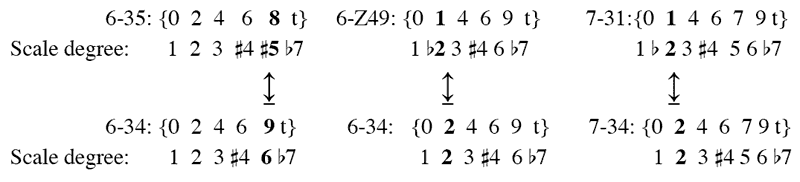 6-35: {0 2 4 6 8 t} 6-Z49: {0 1 4 6 9 t} 7-31:{0 1 4 6 7 9 t}
Scale degree: 1 2 3 ♯4 ♯5 ♭7 1 ♭2 3 ♯4 6 ♭7 1 ♭ 2 3 ♯4 5 6 ♭7
6-34: {0 2 4 6 9 t} 6-34: {0 2 4 6 9 t} 7-34: {0 2 4 6 7 9 t}
Scale degree: 1 2 3 ♯4 6 ♭7 1 2 3 ♯4 6 ♭7 1 2 3 ♯4 5 6 ♭7